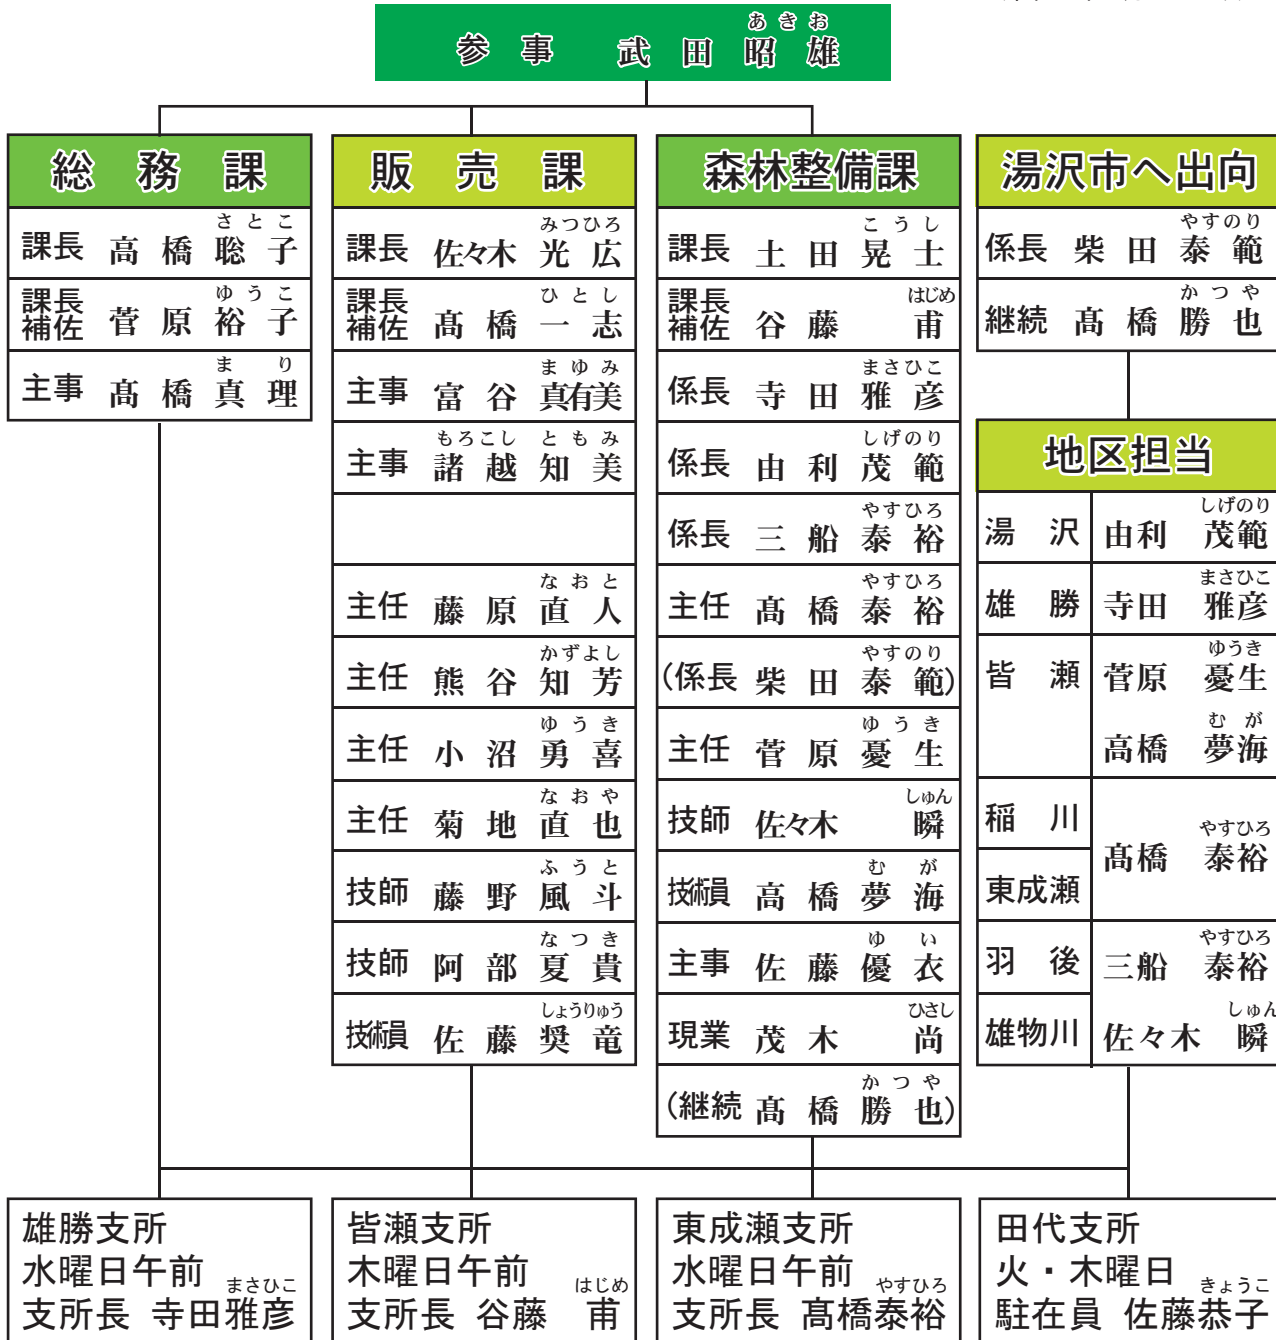 あきお
参事 武田昭雄
総務課
さとこ
課長 高橋聡子
ゆうこ
課長補佐 菅原裕子
まり
主事 髙橋真理
販売課
みつひろ
課長 佐々木光広
ひとし
課長補佐 髙橋一志
まゆみ
主事 富谷真有美
もろこし ともみ
主事 諸越知美
なおと
主任 藤原直人
かずよし
主任 熊谷知芳
ゆうき
主任 小沼勇喜
なおや
主任 菊地直也
ふうと
技師 藤野風斗
なつき
技師 阿部夏貴
しょうりゅう
技術員 佐藤奨竜
森林整備課
こうし
課長 土田晃士
はじめ
課長補佐 谷藤甫
まさひこ
係長 寺田雅彦
しげのり
係長 由利茂範
やすひろ
係長 三船泰裕
やすひろ
主任 髙橋泰裕
やすのり
(係長 柴田泰範)
ゆうき
主任 菅原憂生
しゅん
技師 佐々木瞬
むが
技術員 高橋夢海
ゆい
主事 佐藤優衣
ひさし
現業 茂木尚
かつや
(継続 髙橋勝也)
湯沢市へ出向
やすのり
係長 柴田泰範
かつや
継続 髙橋勝也
地区担当
しげのり
湯沢 由利茂範
まさひこ
雄勝 寺田雅彦
ゆうき
皆瀬 菅原憂生
むが
高橋夢海
稲川
やすひろ
髙橋泰裕
東成瀬
やすひろ
羽後 三船泰裕
しゅん
雄物川 佐々木瞬
雄勝支所
水曜日午前
まさひこ
支所長 寺田雅彦
皆瀬支所
木曜日午前
はじめ
支所長 谷藤甫
東成瀬支所
水曜日午前
やすひろ
支所長 髙橋泰裕
田代支所
火・木曜日
きょうこ
駐在員 佐藤恭子